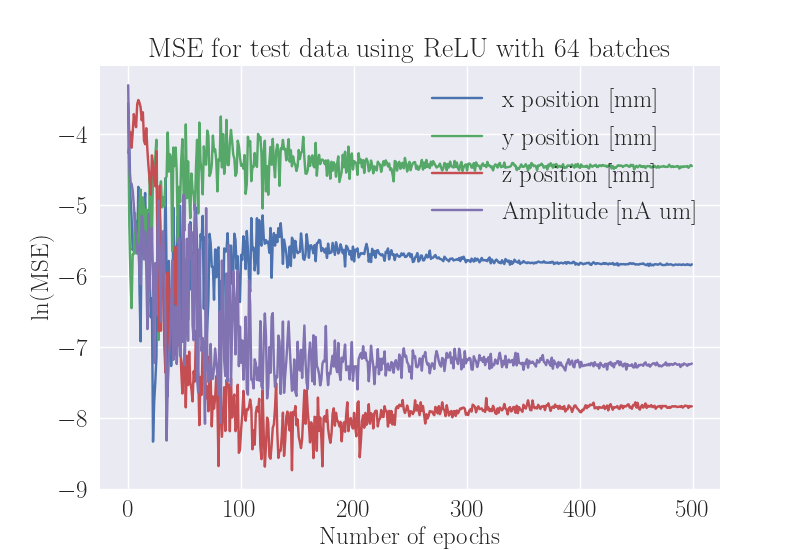 MSE for test data using ReLU with 64 batches
x position [mm]
y position [mm]
z position [mm]
Amplitude [nA um]
−4
−5
−6
−7
−8
−9
ln(MSE)
0 100 200 300 400 500
Number of epochs